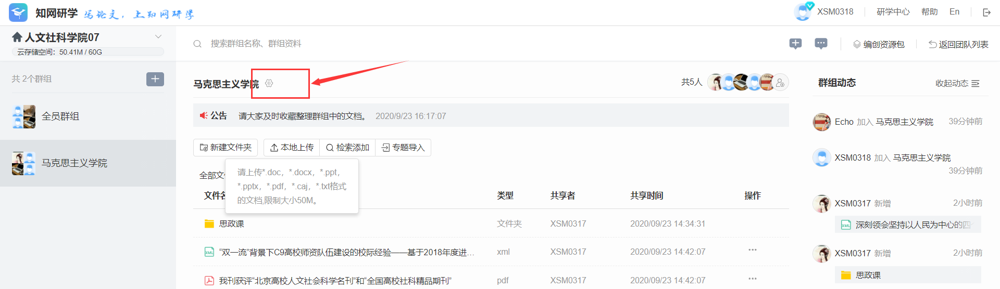 知网研学 写论文，上知网研学
XSM0318 研学中心 帮助 En
人文社科学院07
云存储空间：50.41M / 60G
搜索群组名称、群组资料
编创资源包 返回团队列表
共 2个群组
全员群组
马克思主义学院
马克思主义学院
共5人
公告 请大家及时收藏整理群组中的文档。 2020/9/23 16:17:07
新建文件夹 本地上传 检索添加 专题导入
全部文
请上传*.doc，*.docx，*.ppt，
*.pptx，*.pdf，*.caj，*.txt格式
的文档,限制大小50M。
文件名 类型 共享者 共享时间 操作
思政课 文件夹 XSM0317 2020/09/23 14:34:31
XML “双一流”背景下C9高校师资队伍建设的校际经验——基于2018年度进… xml XSM0317 2020/09/23 14:42:07 ···
我刊获评“北京高校人文社会科学名刊”和“全国高校社科精品期刊” pdf XSM0317 2020/09/23 14:42:07 ···
群组动态 收起动态
Echo 加入 马克思主义学院 39分钟前
XSM0318 加入 马克思主义学院
39分钟前
XSM0317 新增 2小时前
XML 深刻领会坚持以人民为中心的四
XSM0317 新增 2小时前
思政课